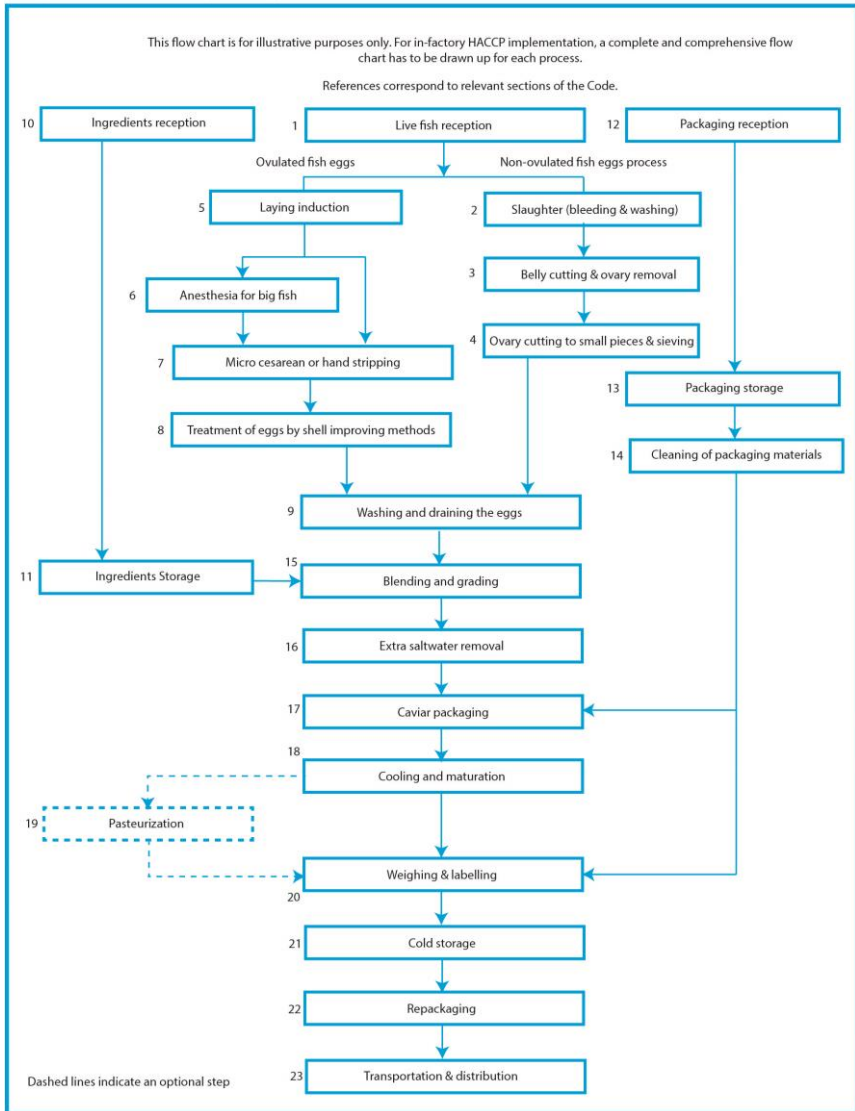 This flow chart is for illustrative purposes only. For in-factory HACCP implementation, a complete and comprehensive flow
chart has to be drawn up for each process.
References correspond to relevant sections of the Code.
10 Ingredients reception
1 Live fish reception
12 Packaging reception
Ovulated fish eggs
Non-ovulated fish eggs process
5 Laying induction
2 Slaughter (bleeding & washing)
3 Belly cutting & ovary removal
6 Anesthesia for big fish
4 Ovary cutting to small pieces & sieving
7 Micro cesarean or hand stripping
13 Packaging storage
8 Treatment of eggs by shell improving methods
14 Cleaning of packaging materials
9 Washing and draining the eggs
11 Ingredients Storage
15 Blending and grading
16 Extra saltwater removal
17 Caviar packaging
18 Cooling and maturation
19 Pasteurization
20 Weighing & labelling
21 Cold storage
22 Repackaging
23 Transportation & distribution
Dashed lines indicate an optional step